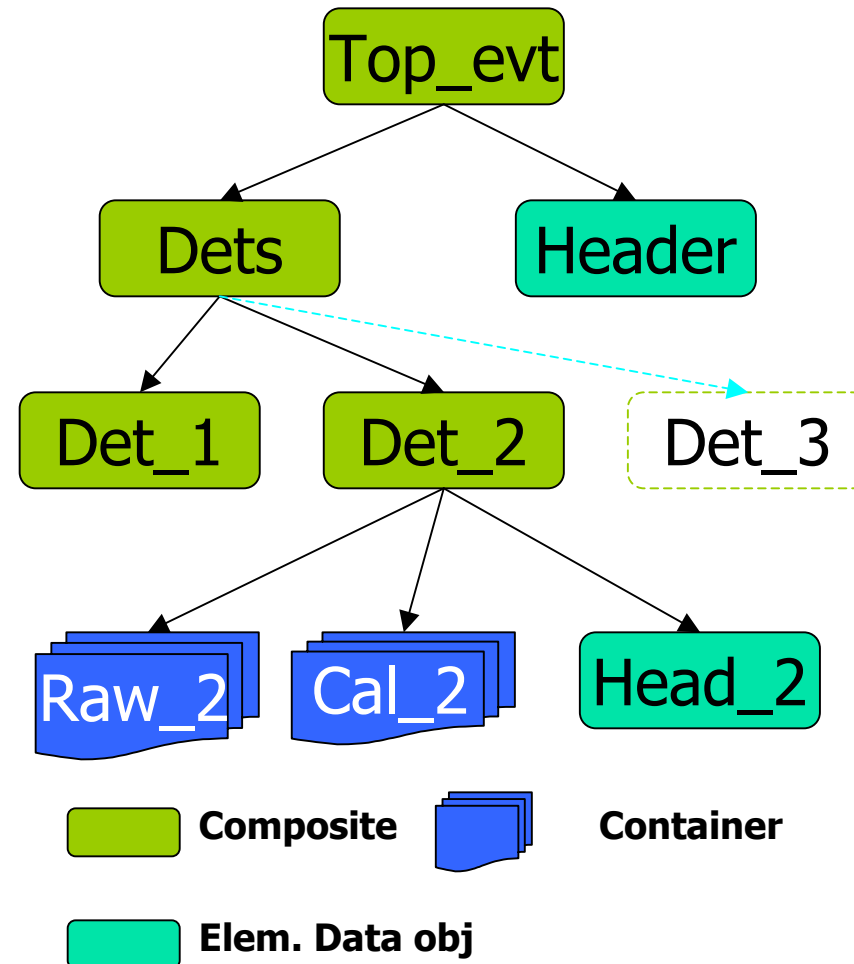 Top_evt
Dets
Header
Det_1
Det_2
Det_3
Raw_2
Cal_2
Head_2
Composite
Container
Elem. Data obj